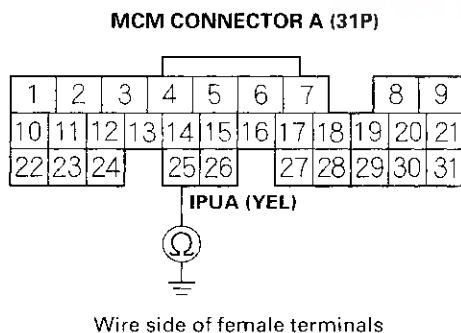 MCM CONNECTOR A (31P)
1 2 3 4 5 6 7 8 9
10 11 12 13 14 15 16 17 18 19 20 21
22 23 24 25 26 27 28 29 30 31
IPUA (YEL)
Ω
Wire side of female terminals